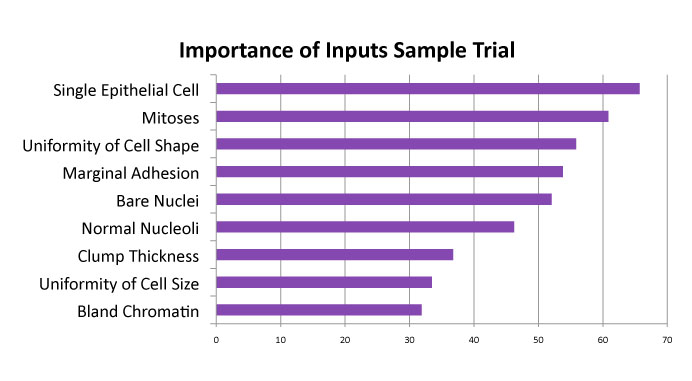 Importance of Inputs Sample Trial
Single Epithelial Cell
Mitoses
Uniformity of Cell Shape
Marginal Adhesion
Bare Nuclei
Normal Nucleoli
Clump Thickness
Uniformity of Cell Size
Bland Chromatin
0 10 20 30 40 50 60 70